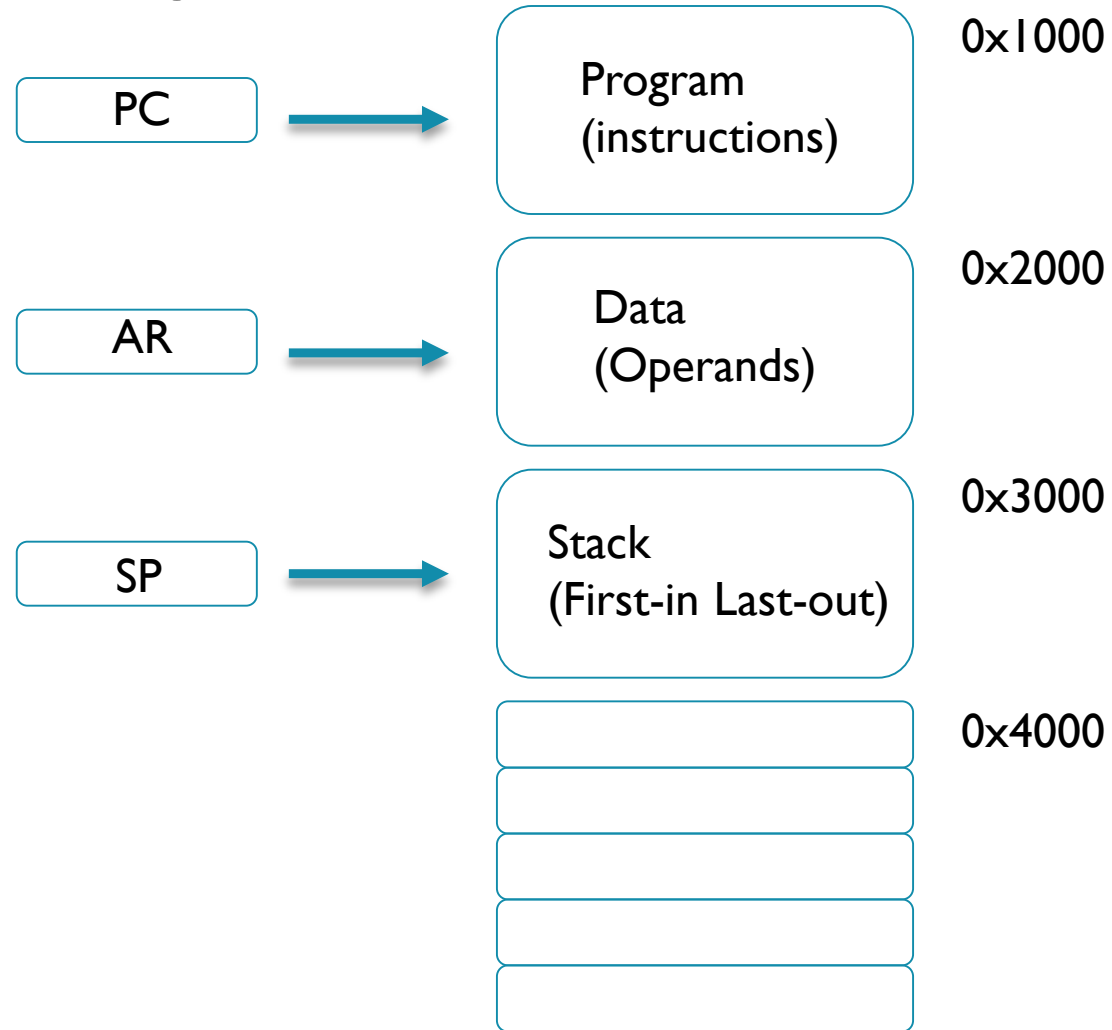 0x1000
PC
Program
(instructions)
0x2000
AR
Data
(Operands)
0x3000
SP
Stack
(First-in Last-out)
0x4000